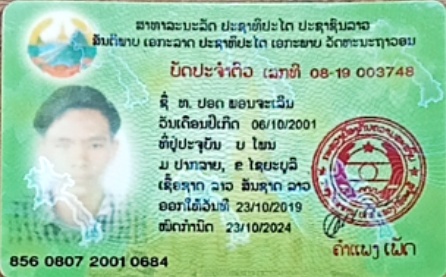 ສາທາລະນະລັດ ປະຊາທິປະໄຕ ປະຊາຊົນລາວ
ສັນຕິພາບ ເອກະລາດ ປະຊາທິປະໄຕ ເອກະພາບ ວັດທະນະຖາວອນ
ບັດປະຈຳຕົວ ເລກທີ 08-19 003748
ຊື່ ທ. ປອດ ພອນຈະເລີນ
ວັນເດືອນປີເກີດ 06/10/2001
ທີ່ຢູ່ປະຈຸບັນ ບ ໂພນ
ມ ປາກລາຍ, ຂ ໄຊຍະບູລີ
ເຊື້ອຊາດ ລາວ ສັນຊາດ ລາວ
ອອກໃຫ້ວັນທີ 23/10/2019
ໝົດກຳນົດ 23/10/2024
ຄຳແພງ ເພັດ
856 0807 2001 0684